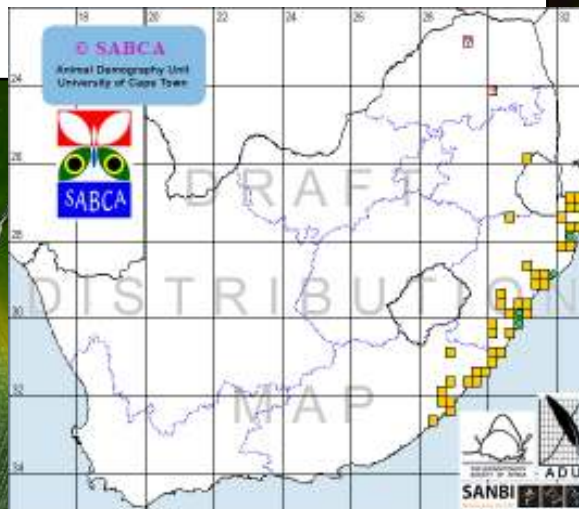 18 20 22 24 26 28 32
© SABCA
Animal Demography Unit
University of Cape Town
24
SABCA
26
DRAFT
28
DISTRIBUTION
30
32
MAP
34
ADU
SANBI